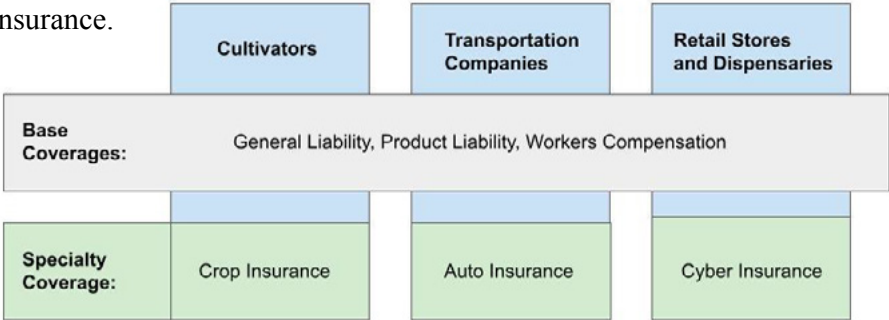 nsurance.
Cultivators
Transportation
Companies
Retail Stores
and Dispensaries
Base
Coverages:
General Liability, Product Liability, Workers Compensation
Specialty
Coverage:
Crop Insurance
Auto Insurance
Cyber Insurance